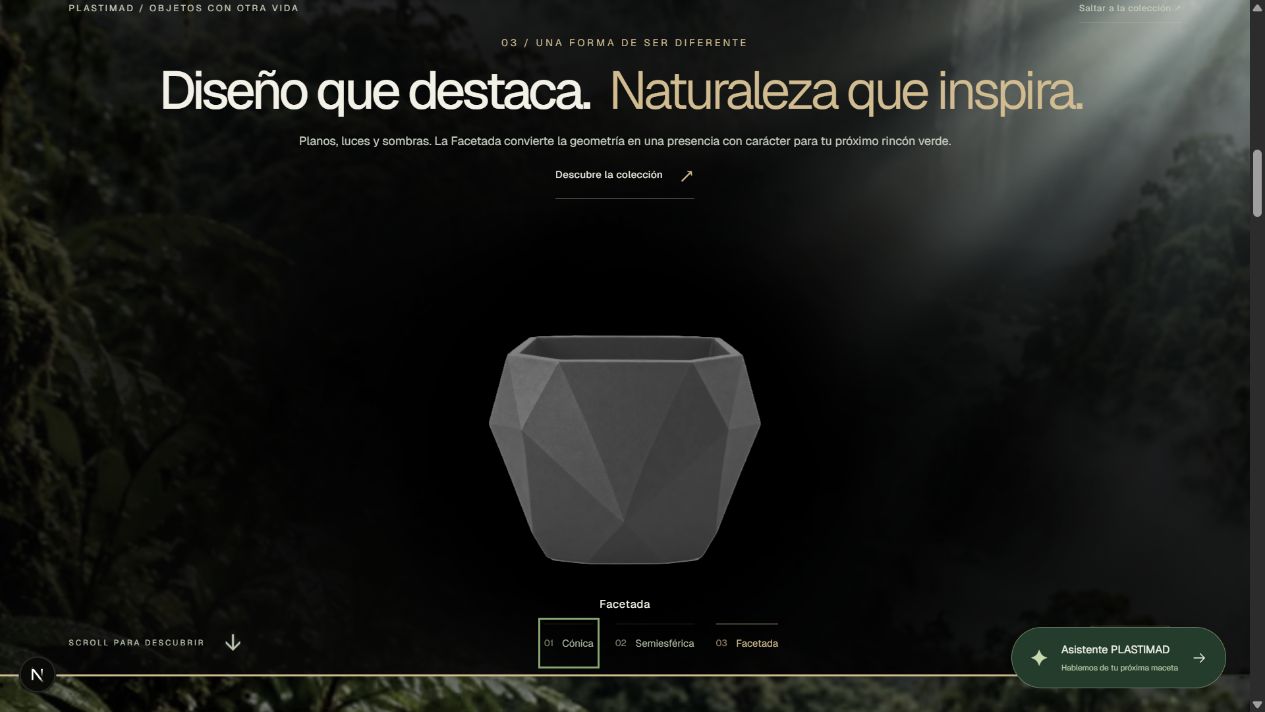 PLASTIMAD / OBJETOS CON OTRA VIDA
Saltar a la colección ↗
03 / UNA FORMA DE SER DIFERENTE
Diseño que destaca. Naturaleza que inspira.
Planos, luces y sombras. La Facetada convierte la geometría en una presencia con carácter para tu próximo rincón verde.
Descubre la colección ↗
Facetada
SCROLL PARA DESCUBRIR ↓
01 Cónica 02 Semiesférica 03 Facetada
N
Asistente PLASTIMAD →
Hablemos de tu próxima maceta